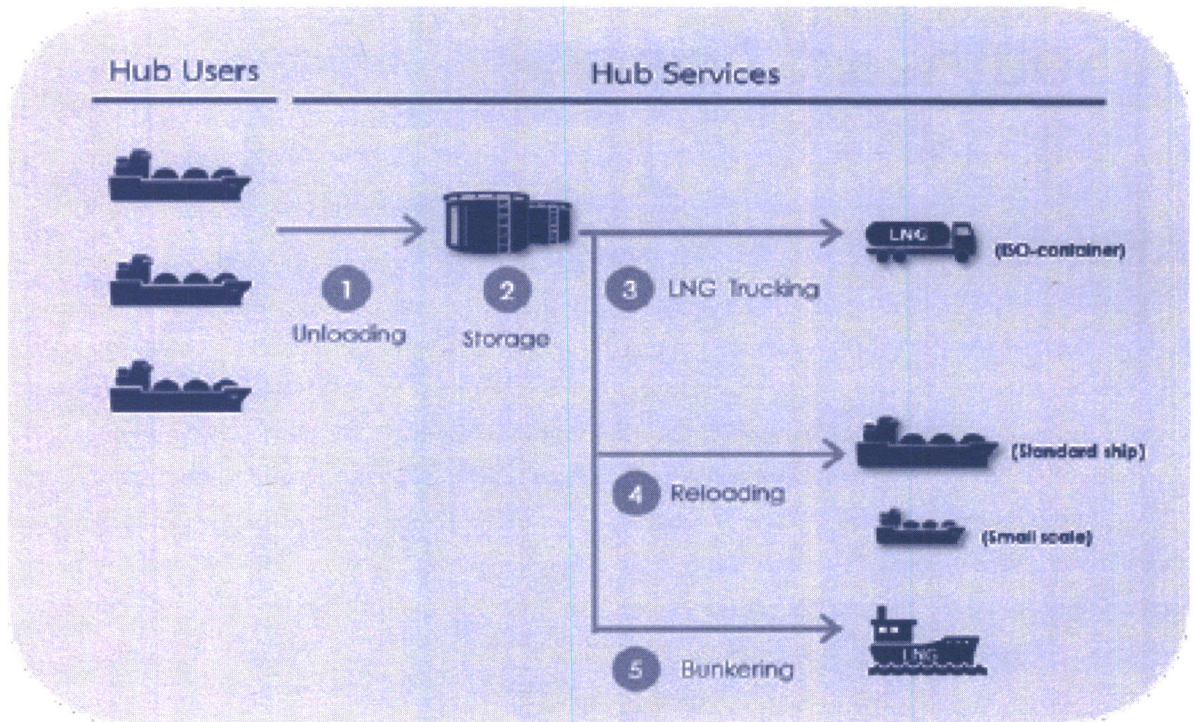 Hub Users
Hub Services
LNG
(ISO-container)
1
2
3 LNG Trucking
Unloading
Storage
(Standard ship)
4 Reloading
(Small scale)
LNG
5 Bunkering